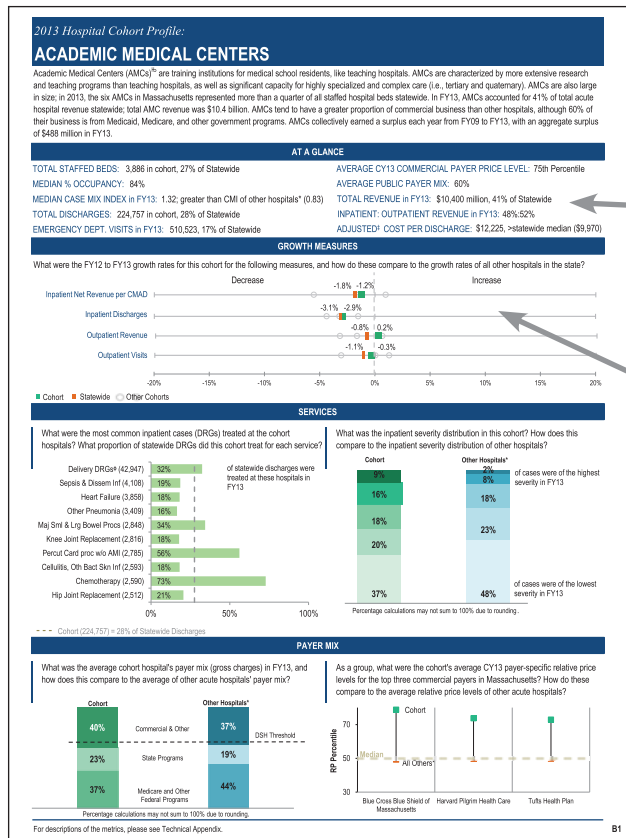 2013 Hospital Cohort Profile:
ACADEMIC MEDICAL CENTERS
Academic Medical Centers (AMCs) are training institutions for medical school residents, like teaching hospitals. AMCs are characterized by more extensive research
and teaching programs than teaching hospitals, as well as significant capacity for highly specialized and complex care (i.e., tertiary and quaternary). AMCs are also large
in size; in 2013, the six AMCs in Massachusetts represented more than a quarter of all staffed hospital beds statewide. In FY13, AMCs accounted for 41% of total acute
hospital revenue statewide; total AMC revenue was $10.4 billion. AMCs tend to have a greater proportion of commercial business than other hospitals, although 60% of
their business is from Medicaid, Medicare, and other government programs. AMCs collectively earned a surplus each year from FY09 to FY13, with an aggregate surplus
of $488 million in FY13.
AT A GLANCE
TOTAL STAFFED BEDS: 3,886 in cohort, 27% of Statewide
MEDIAN % OCCUPANCY: 84%
MEDIAN CASE MIX INDEX in FY13: 1.32; greater than CMI of other hospitals* (0.83)
TOTAL DISCHARGES: 224,757 in cohort, 28% of Statewide
EMERGENCY DEPT. VISITS in FY13: 510,523, 17% of Statewide
AVERAGE CY13 COMMERCIAL PAYER PRICE LEVEL: 75th Percentile
AVERAGE PUBLIC PAYER MIX: 60%
TOTAL REVENUE in FY13: $10,400 million, 41% of Statewide
INPATIENT: OUTPATIENT REVENUE in FY13: 48%:52%
ADJUSTED‡ COST PER DISCHARGE: $12,225, >statewide median ($9,970)
GROWTH MEASURES
What were the FY12 to FY13 growth rates for this cohort for the following measures, and how do these compare to the growth rates of all other hospitals in the state?
Decrease Increase
-1.8% -1.2%
Inpatient Net Revenue per CMAD
-3.1% -2.9%
Inpatient Discharges
-0.8% 0.2%
Outpatient Revenue
-1.1% -0.3%
Outpatient Visits
-20% -15% -10% -5% 0% 5% 10% 15% 20%
Cohort Statewide Other Cohorts
SERVICES
What were the most common inpatient cases (DRGs) treated at the cohort
hospitals? What proportion of statewide DRGs did this cohort treat for each service?
Delivery DRGs (42,947) 32%
Sepsis & Dissem Inf (4,108) 19%
Heart Failure (3,858) 18%
Other Pneumonia (3,409) 16%
Maj Sml & Lrg Bowel Procs (2,848) 34%
Knee Joint Replacement (2,816) 18%
Percut Card proc w/o AMI (2,785) 56%
Cellulitis, Oth Bact Skn Inf (2,593) 18%
Chemotherapy (2,590) 73%
Hip Joint Replacement (2,512) 21%
0% 50% 100%
of statewide discharges were
treated at these hospitals in
FY13
Cohort (224,757) = 28% of Statewide Discharges
What was the inpatient severity distribution in this cohort? How does this
compare to the inpatient severity distribution of other hospitals?
Cohort Other Hospitals*
9% 2%
8%
16% 18%
18%
23%
20%
37% 48%
of cases were of the highest
severity in FY13
of cases were of the lowest
severity in FY13
Percentage calculations may not sum to 100% due to rounding.
PAYER MIX
What was the average cohort hospital's payer mix (gross charges) in FY13, and
how does this compare to the average of other acute hospitals' payer mix?
Cohort Other Hospitals*
40% Commercial & Other 37%
DSH Threshold
23% State Programs 19%
37% Medicare and Other
Federal Programs 44%
Percentage calculations may not sum to 100% due to rounding.
As a group, what were the cohort's average CY13 payer-specific relative price
levels for the top three commercial payers in Massachusetts? How do these
compare to the average relative price levels of other acute hospitals?
RP Percentile
70
50
30
Cohort
Median
All Others*
Blue Cross Blue Shield of
Massachusetts
Harvard Pilgrim Health Care
Tufts Health Plan
For descriptions of the metrics, please see Technical Appendix.
B1